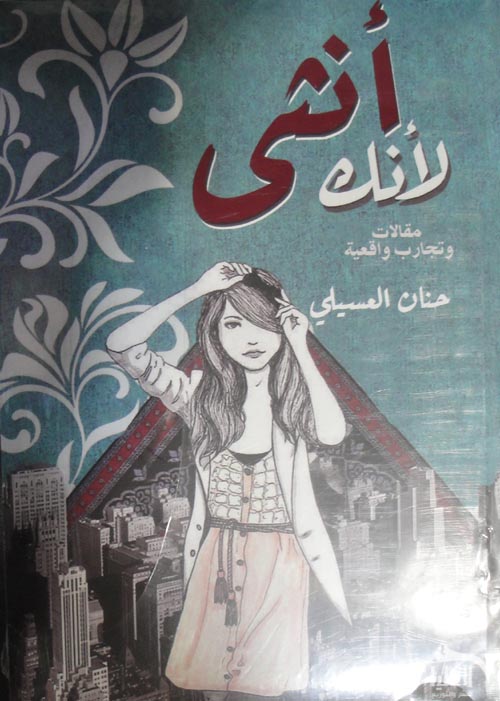 لأنك
أنثى
مقالات
وتجارب واقعية
حنان العسيلي